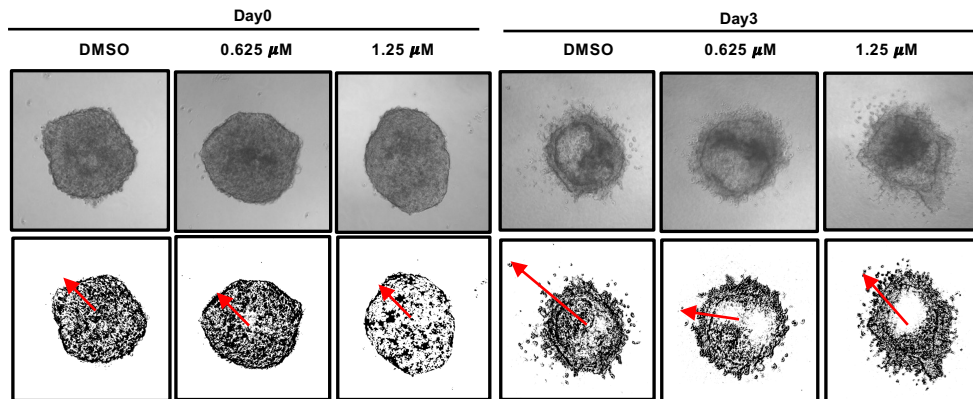 Day0 Day3
DMSO 0.625 μM 1.25 μM DMSO 0.625 μM 1.25 μM